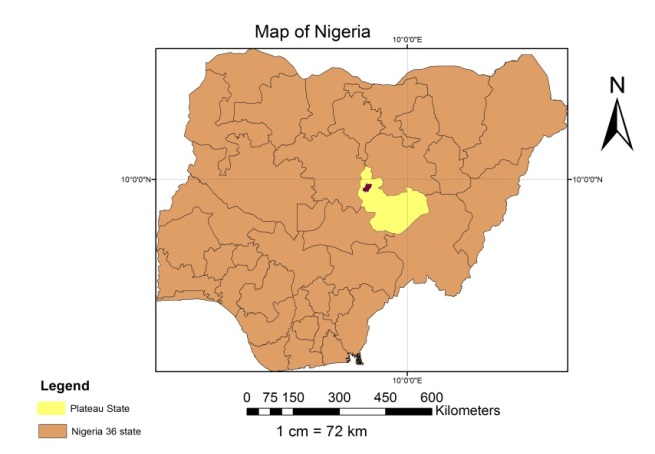 Map of Nigeria
10°0'0"E
N
10°0'0"N
10°0'0"N
10°0'0"E
Legend
Plateau State
Nigeria 36 state
0 75 150 300 450 600
Kilometers
1 cm = 72 km